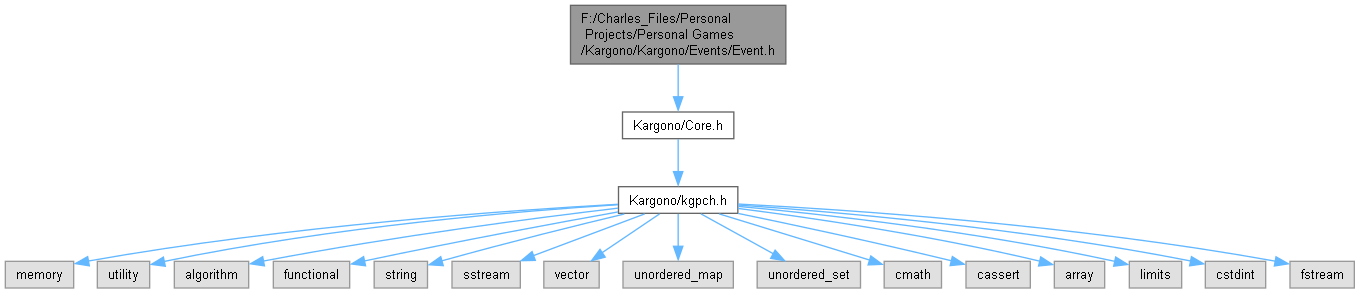 F:/Charles_Files/Personal
Projects/Personal Games
/Kargono/Kargono/Events/Event.h
Kargono/Core.h
Kargono/kgpch.h
memory
utility
algorithm
functional
string
sstream
vector
unordered_map
unordered_set
cmath
cassert
array
limits
cstdint
fstream